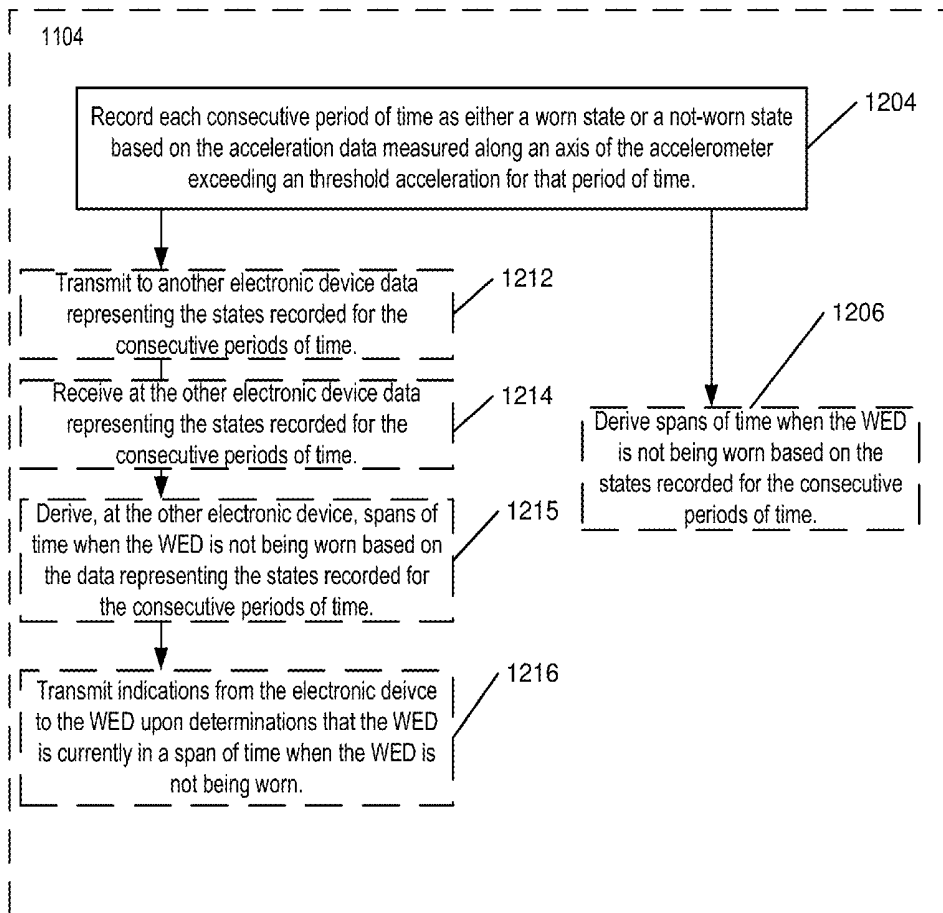 1104
Record each consecutive period of time as either a worn state or a not-worn state
based on the acceleration data measured along an axis of the accelerometer
exceeding an threshold acceleration for that period of time.
1204
Transmit to another electronic device data
representing the states recorded for the
consecutive periods of time.
1212
Receive at the other electronic device data
representing the states recorded for the
consecutive periods of time.
1214
Derive, at the other electronic device, spans of
time when the WED is not being worn based on
the data representing the states recorded for
the consecutive periods of time.
1215
Transmit indications from the electronic deivce
to the WED upon determinations that the WED
is currently in a span of time when the WED is
not being worn.
1216
1206
Derive spans of time when the WED
is not being worn based on the
states recorded for the consecutive
periods of time.